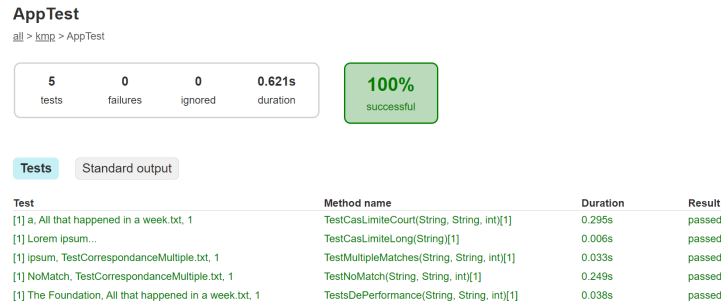 AppTest
all > kmp > AppTest
5 0 0 0.621s
tests failures ignored duration
100%
successful
Tests Standard output
Test Method name Duration Result
[1] a, All that happened in a week.txt, 1 TestCasLimiteCourt(String, String, int)[1] 0.295s passed
[1] Lorem ipsum... TestCasLimiteLong(String)[1] 0.006s passed
[1] ipsum, TestCorrespondanceMultiple.txt, 1 TestMultipleMatches(String, String, int)[1] 0.033s passed
[1] NoMatch, TestCorrespondanceMultiple.txt, 1 TestNoMatch(String, String, int)[1] 0.249s passed
[1] The Foundation, All that happened in a week.txt, 1 TestsDePerformance(String, String, int)[1] 0.038s passed